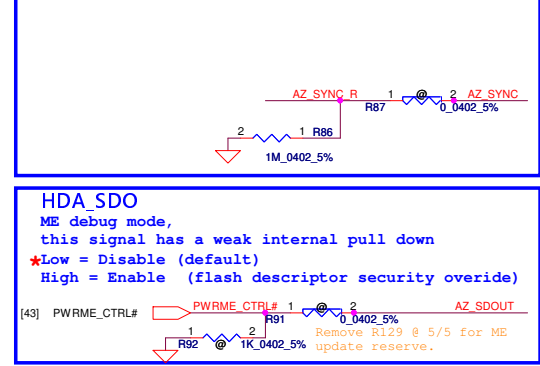 AZ_SYNC_R 1 @ 2 AZ_SYNC
R87 0_0402_5%
2 1 R86
1M_0402_5%
HDA_SDO
ME debug mode,
this signal has a weak internal pull down
*Low = Disable (default)
High = Enable (flash descriptor security overide)
[43] PWRME_CTRL# PWRME_CTRL# 1 @ 2 AZ_SDOUT
R91 0_0402_5%
1 2
R92 @ 1K_0402_5%
Remove R129 @ 5/5 for ME
update reserve.